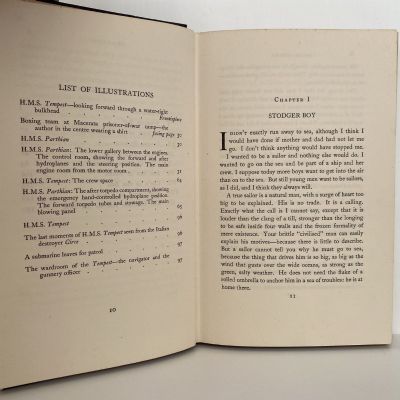 LIST OF ILLUSTRATIONS
H.M.S. Tempest—looking forward through a water-tight
bulkhead . . . Frontispiece
Boxing team at Macerata prisoner-of-war camp—the
author in the centre wearing a shirt . facing page 30
H.M.S. Parthian . . . 30
H.M.S. Parthian: The lower gallery between the engines.
The control room, showing the forward and after
hydroplanes and the steering position. The main
engine room from the motor room . . 31
H.M.S. Tempest: The crew space . . . 65
H.M.S. Parthian: The after torpedo compartment, showing
the emergency hand-controlled hydroplane position.
The forward torpedo tubes and stowage. The main
blowing panel . . . 65
H.M.S. Tempest . . . 96
The last moments of H.M.S. Tempest seen from the Italian
destroyer Circe . . . 96
A submarine leaves for patrol . . . 97
The wardroom of the Tempest—the navigator and the
gunnery officer . . . 97
10
CHAPTER I
STODGER BOY
I DIDN'T exactly run away to sea, although I think I
would have done if mother and dad had not let me
go. I don't think anything would have stopped me.
I wanted to be a sailor and nothing else would do. I
wanted to go on the sea and be part of a ship and her
crew. I suppose today more boys want to get into the air
than on to the sea. But still young men want to be sailors,
as I did, and I think they always will.
A true sailor is a natural man, with a surge of heart too
big to be explained. His is no trade. It is a calling.
Exactly what the call is I cannot say, except that it is
louder than the clink of gold, stronger than the longing
to be safe inside four walls and the frozen formality of
mere existence. Your brittle "civilised" man can easily
explain his motives—because there is little to describe.
But a sailor cannot tell you why he must go to sea,
because the thing that drives him is so big, as big as the
wind that gusts over the wide oceans, as strong as the
green, salty weather. He does not need the fluke of a
rolled umbrella to anchor him in a sea of troubles: he is at
home there.
11